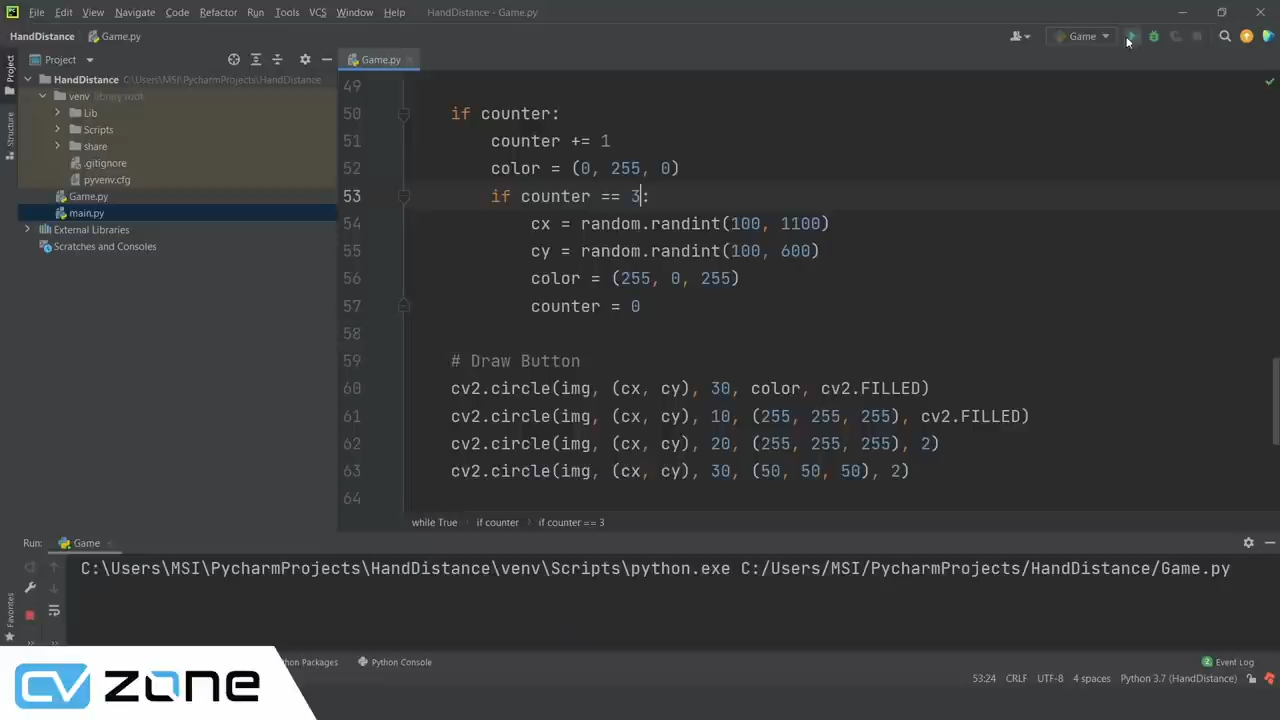 File Edit View Navigate Code Refactor Run Tools VCS Window Help HandDistance - Game.py
HandDistance Game.py Game
Project Game.py
Project
HandDistance C:\Users\MSI\PycharmProjects\HandDistance
venv library root
Lib
Scripts
share
.gitignore
pyvenv.cfg
Game.py
main.py
External Libraries
Scratches and Consoles
Structure
49
50 if counter:
51 counter += 1
52 color = (0, 255, 0)
53 if counter == 3:
54 cx = random.randint(100, 1100)
55 cy = random.randint(100, 600)
56 color = (255, 0, 255)
57 counter = 0
58
59 # Draw Button
60 cv2.circle(img, (cx, cy), 30, color, cv2.FILLED)
61 cv2.circle(img, (cx, cy), 10, (255, 255, 255), cv2.FILLED)
62 cv2.circle(img, (cx, cy), 20, (255, 255, 255), 2)
63 cv2.circle(img, (cx, cy), 30, (50, 50, 50), 2)
64
while True › if counter › if counter == 3
Run: Game
C:\Users\MSI\PycharmProjects\HandDistance\venv\Scripts\python.exe C:/Users/MSI/PycharmProjects/HandDistance/Game.py
Favorites
Packages Python Console 2 Event Log
53:24 CRLF UTF-8 4 spaces Python 3.7 (HandDistance)
CV zone